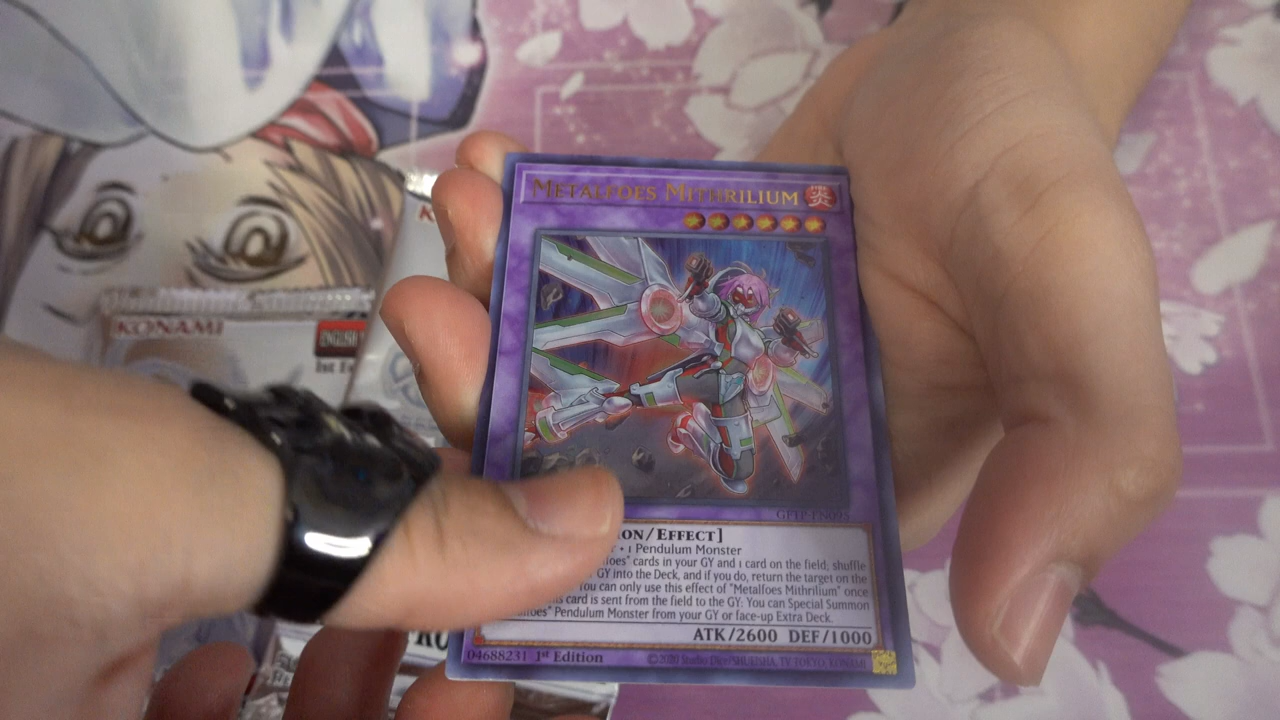 METALFOES MITHRILIUM 炎
KONAMI
ENGLISH
1st E
K
ON/EFFECT]
• 1 Pendulum Monster
foes" cards in your GY and 1 card on the field; shuffle
GY into the Deck, and if you do, return the target on the
You can only use this effect of "Metalfoes Mithrilium" once
is card is sent from the field to the GY: You can Special Summon
foes" Pendulum Monster from your GY or face-up Extra Deck.
ATK/2600 DEF/1000
04688231 1st Edition ©2020 Studio Dice/SHUEISHA, TV TOKYO, KONAMI